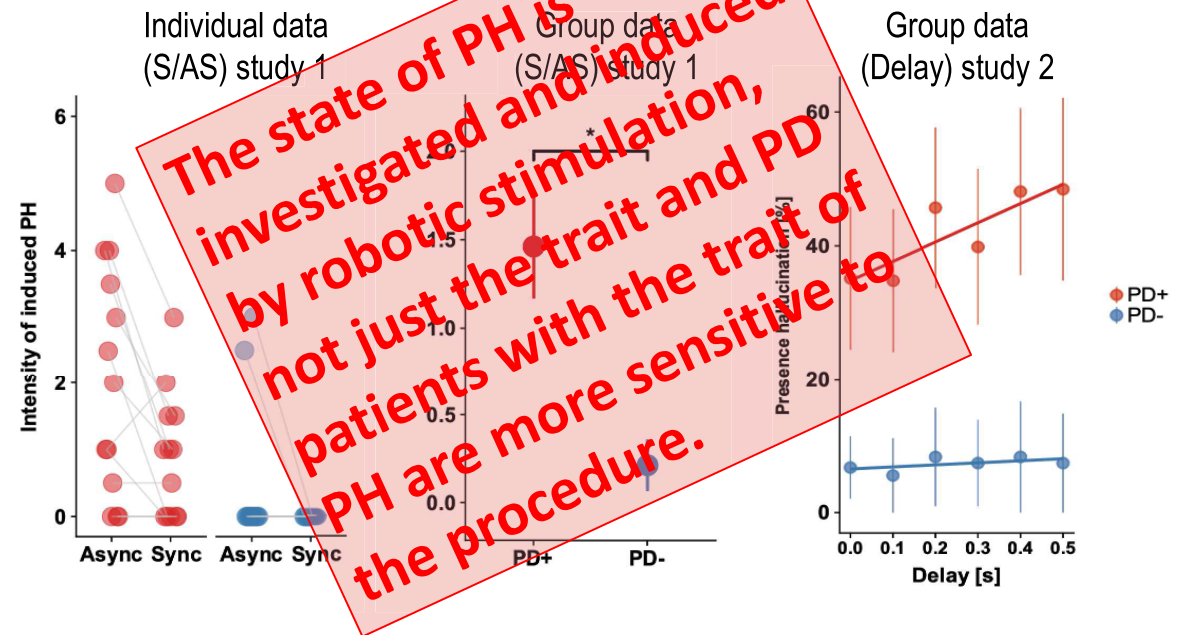 Individual data
(S/AS) study 1
Group data
(S/AS) study 1
Group data
(Delay) study 2
The state of PH is
investigated and induced
by robotic stimulation,
not just the trait and PD
patients with the trait of
PH are more sensitive to
the procedure.
Intensity of induced PH
6
4
2
0
Async Sync
Async Sync
*
2.0
1.5
1.0
0.5
0.0
PD+ PD-
Presence hallucination [%]
60
40
20
0
0.0 0.1 0.2 0.3 0.4 0.5
Delay [s]
PD+
PD-